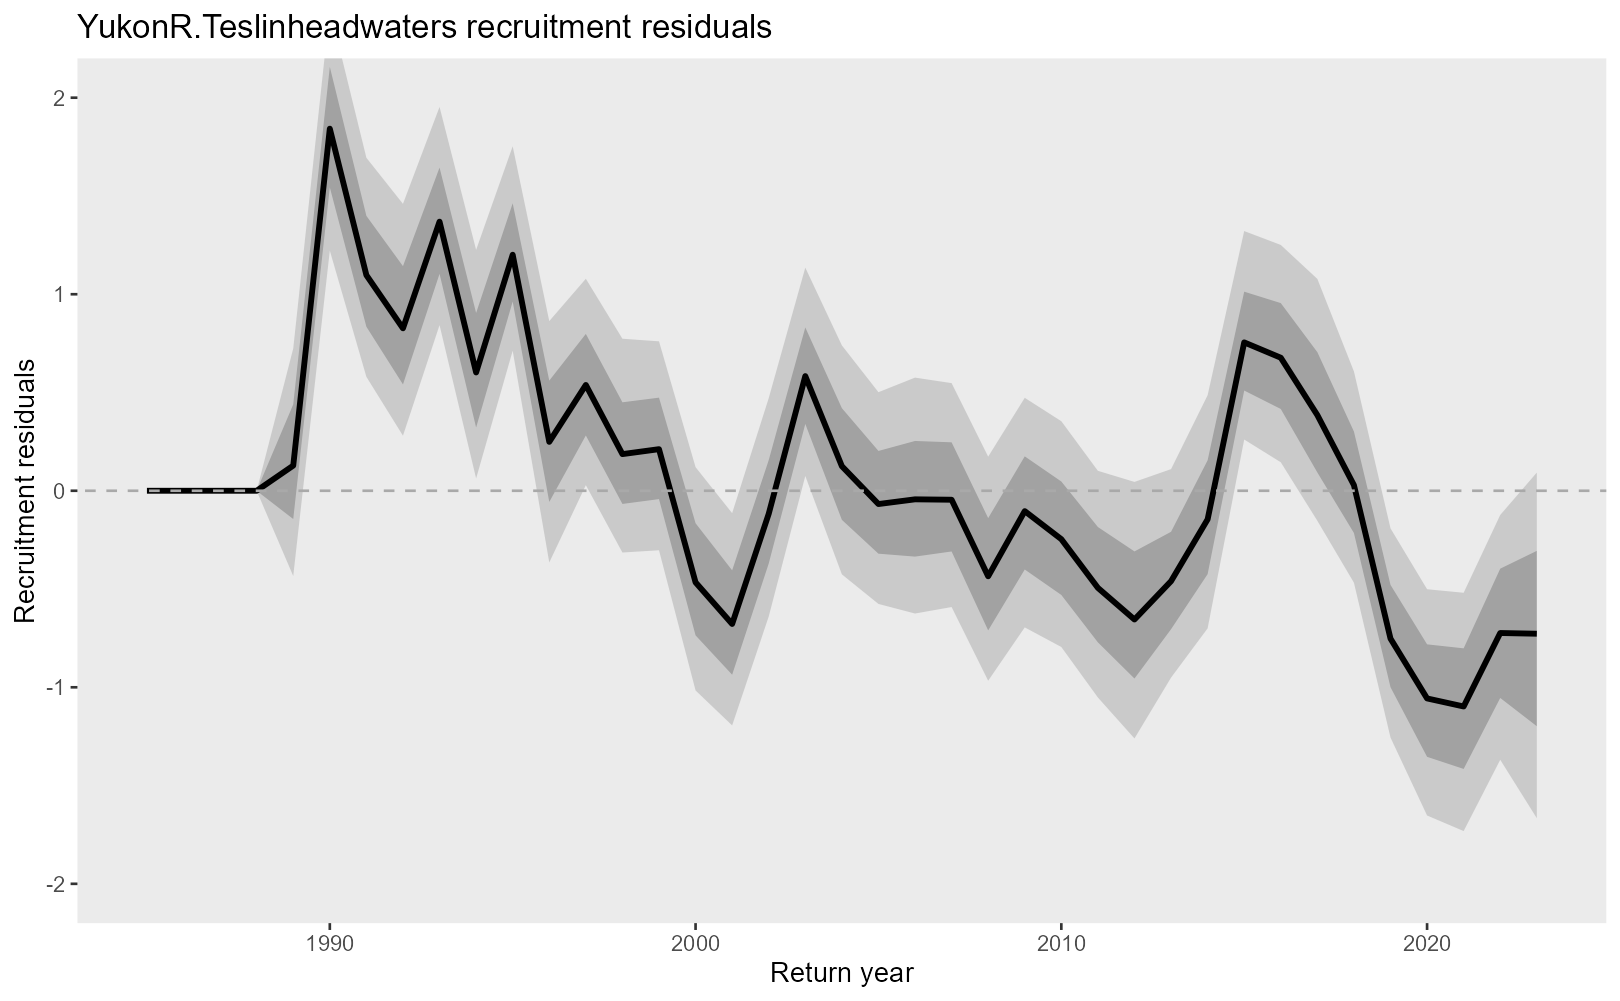 YukonR.Teslinheadwaters recruitment residuals
Recruitment residuals
2
1
0
-1
-2
1990 2000 2010 2020
Return year